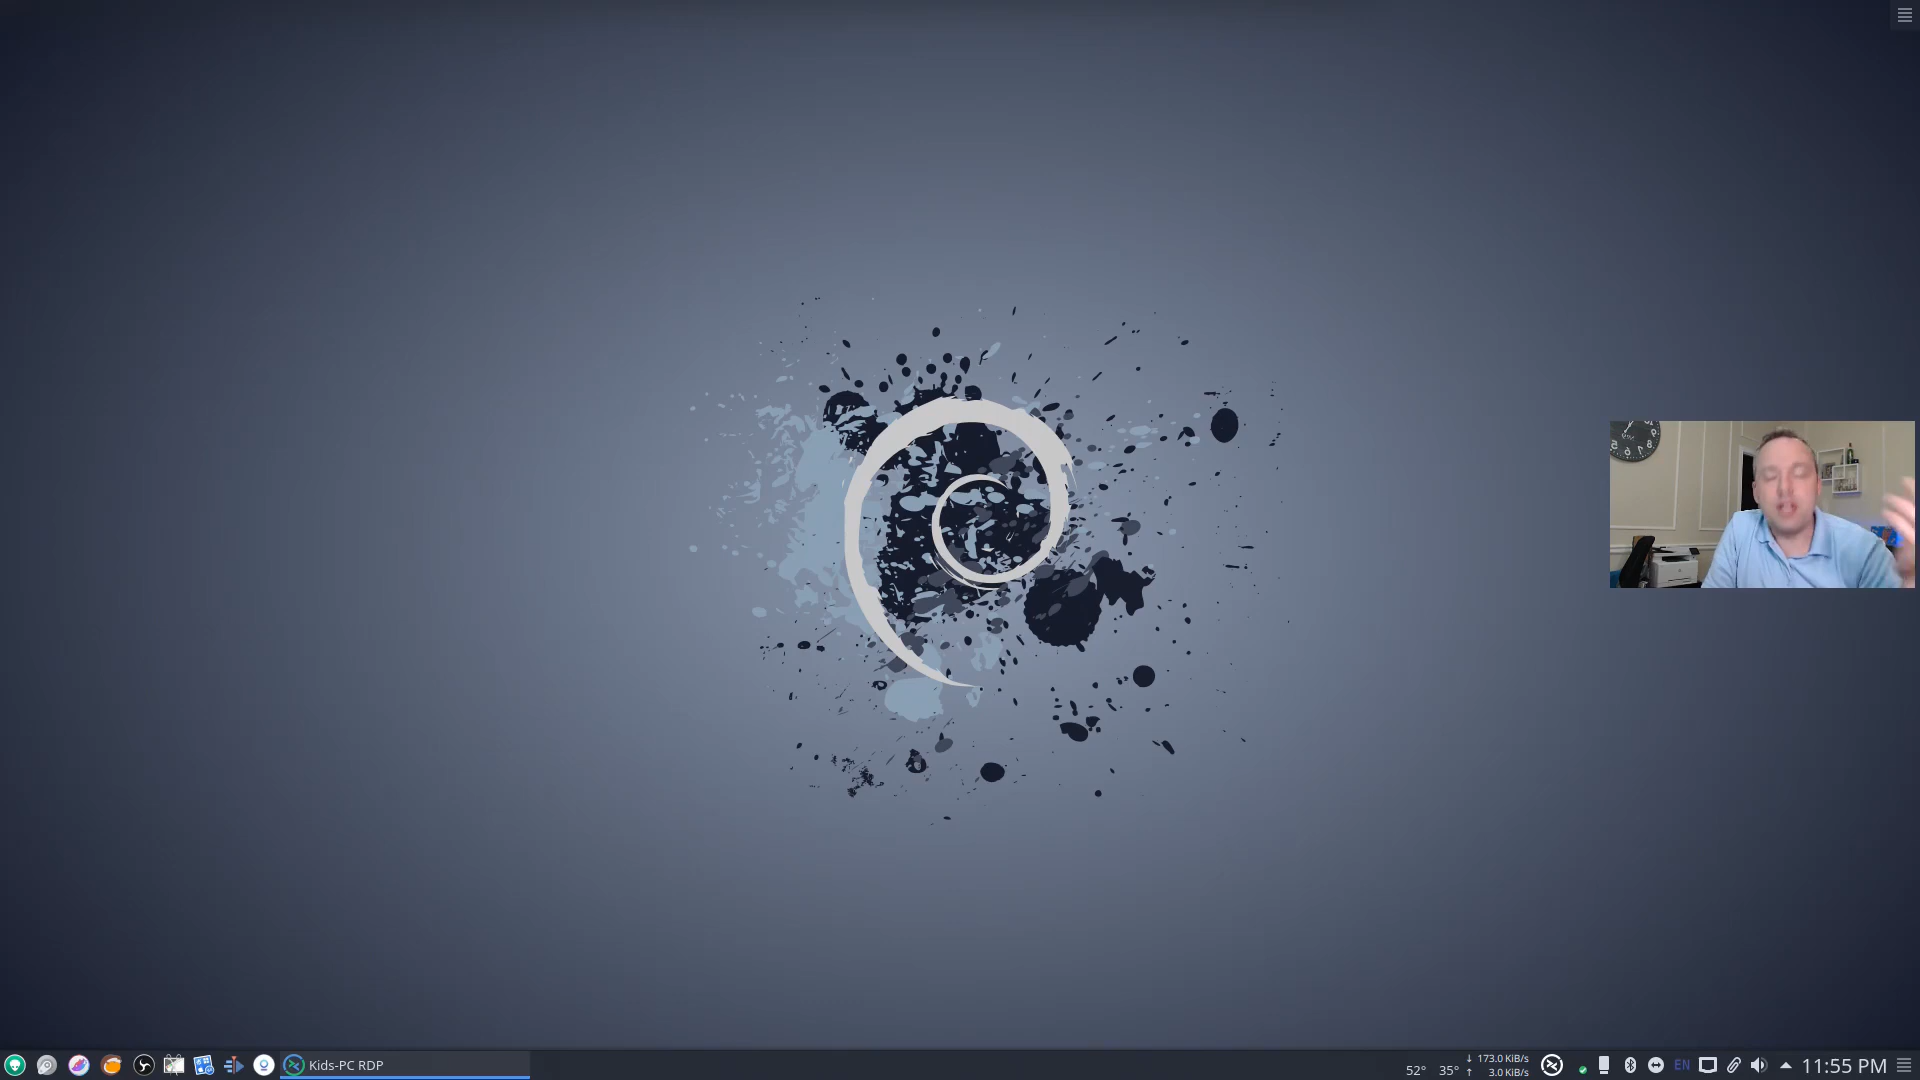 Kids-PC RDP
52°
35°
↓ 173.0 KiB/s
↑ 3.0 KiB/s
EN
11:55 PM